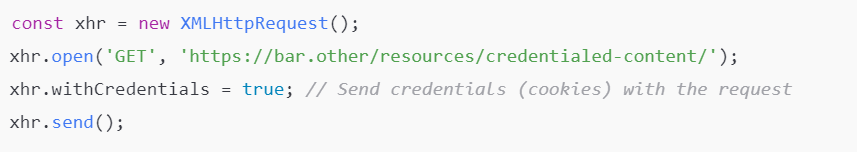 const xhr = new XMLHttpRequest();
xhr.open('GET', 'https://bar.other/resources/credentialed-content/');
xhr.withCredentials = true; // Send credentials (cookies) with the request
xhr.send();